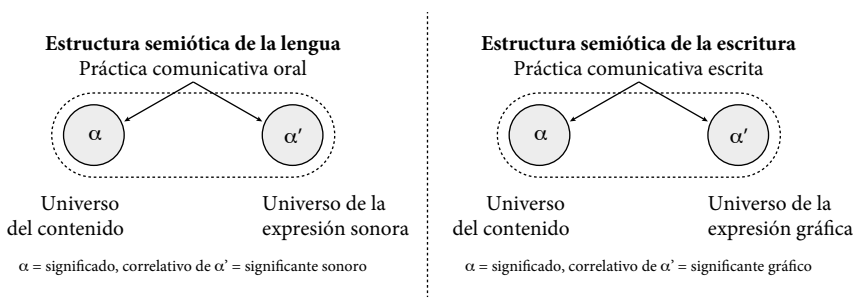 Estructura semiótica de la lengua
Práctica comunicativa oral
α
α'
Universo
del contenido
Universo de la
expresión sonora
α = significado, correlativo de α' = significante sonoro
Estructura semiótica de la escritura
Práctica comunicativa escrita
α
α'
Universo
del contenido
Universo de la
expresión gráfica
α = significado, correlativo de α' = significante gráfico